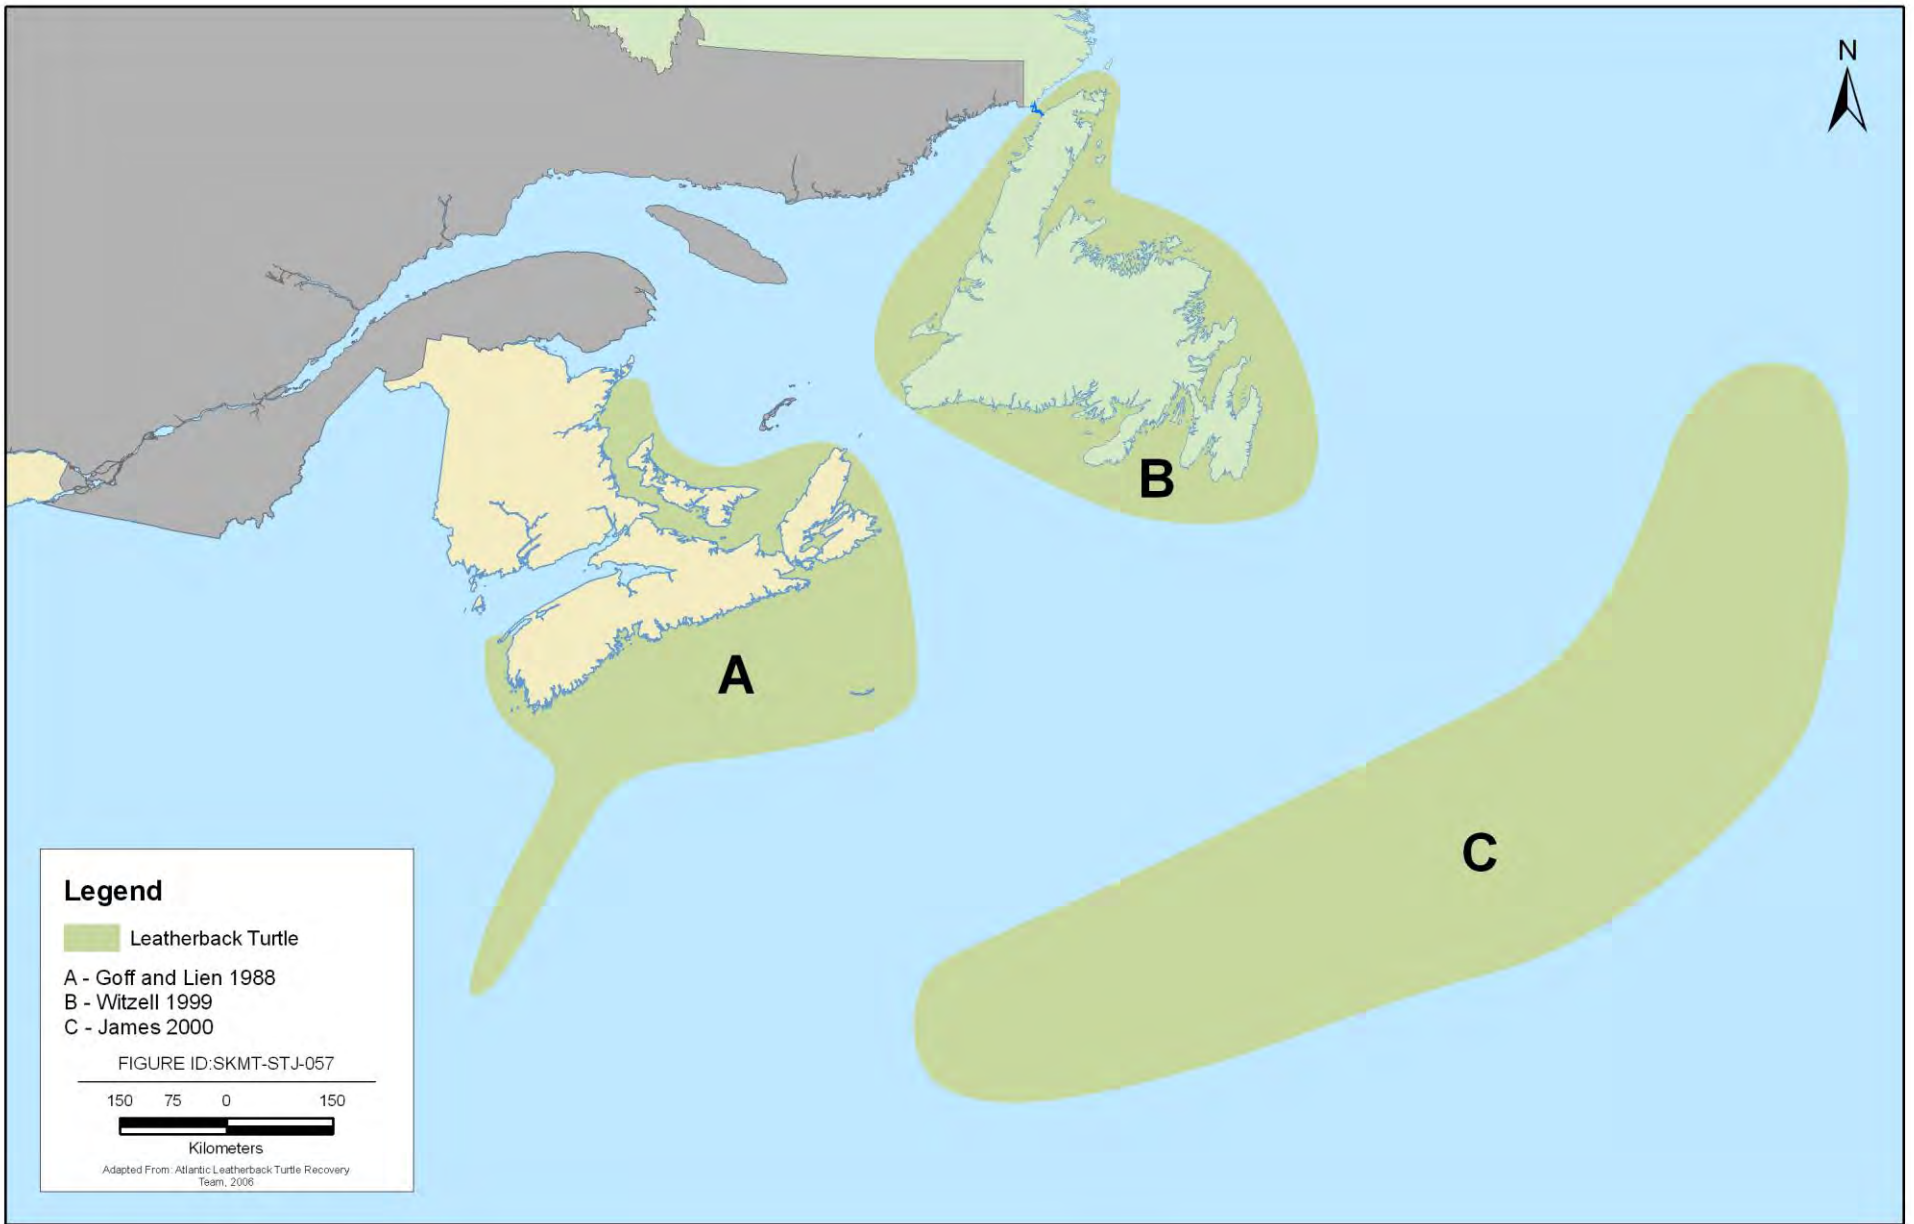 N
B
A
C
Legend
Leatherback Turtle
A - Goff and Lien 1988
B - Witzell 1999
C - James 2000
FIGURE ID:SKMT-STJ-057
150 75 0 150
Kilometers
Adapted From: Atlantic Leatherback Turtle Recovery
Team, 2006